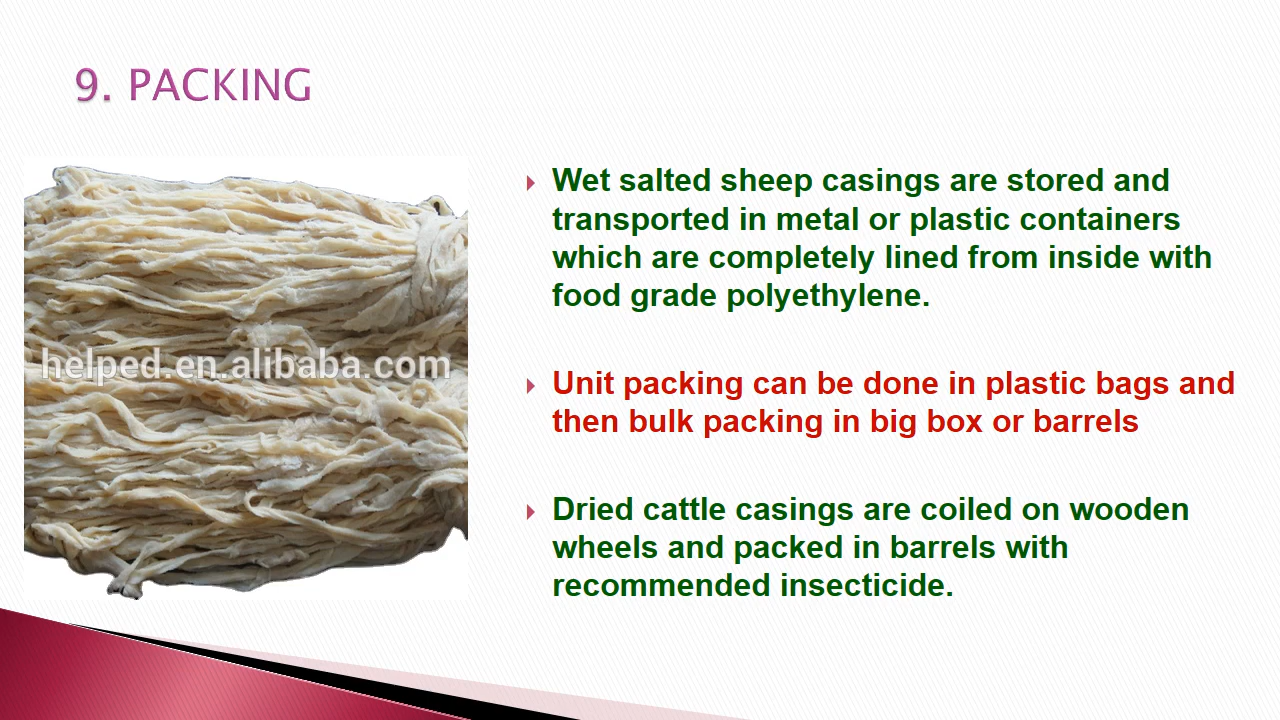 9. PACKING
Wet salted sheep casings are stored and
transported in metal or plastic containers
which are completely lined from inside with
food grade polyethylene.
helped.en.alibaba.com
Unit packing can be done in plastic bags and
then bulk packing in big box or barrels
Dried cattle casings are coiled on wooden
wheels and packed in barrels with
recommended insecticide.